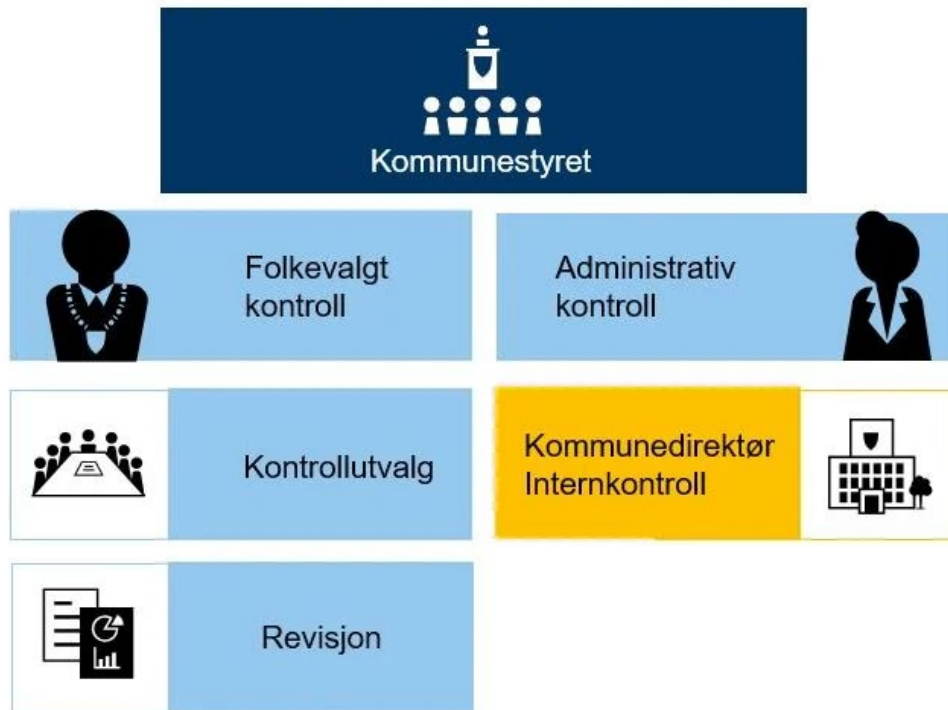 Kommunestyret
Folkevalgt
kontroll
Administrativ
kontroll
Kontrollutvalg
Kommunedirektør
Internkontroll
Revisjon